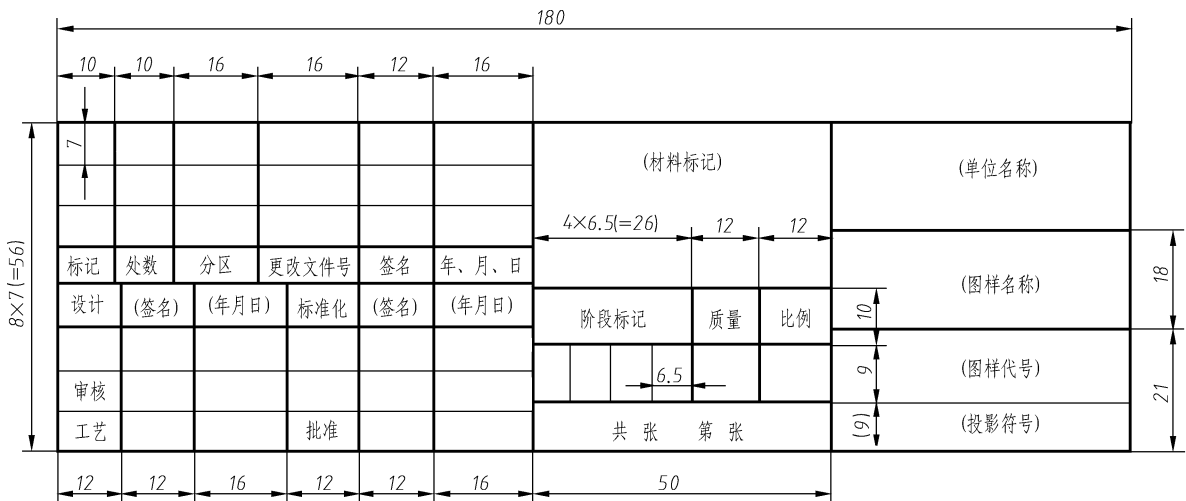 180
10 10 16 16 12 16
7
(材料标记)
(单位名称)
4×6.5(=26) 12 12
8×7(=56)
标记 处数 分区 更改文件号 签名 年、月、日
18
(图样名称)
设计 (签名) (年月日) 标准化 (签名) (年月日)
10
阶段标记 质量 比例
6.5
9
(图样代号)
21
审核
工艺 批准
共 张 第 张
(9)
(投影符号)
12 12 16 12 12 16 50